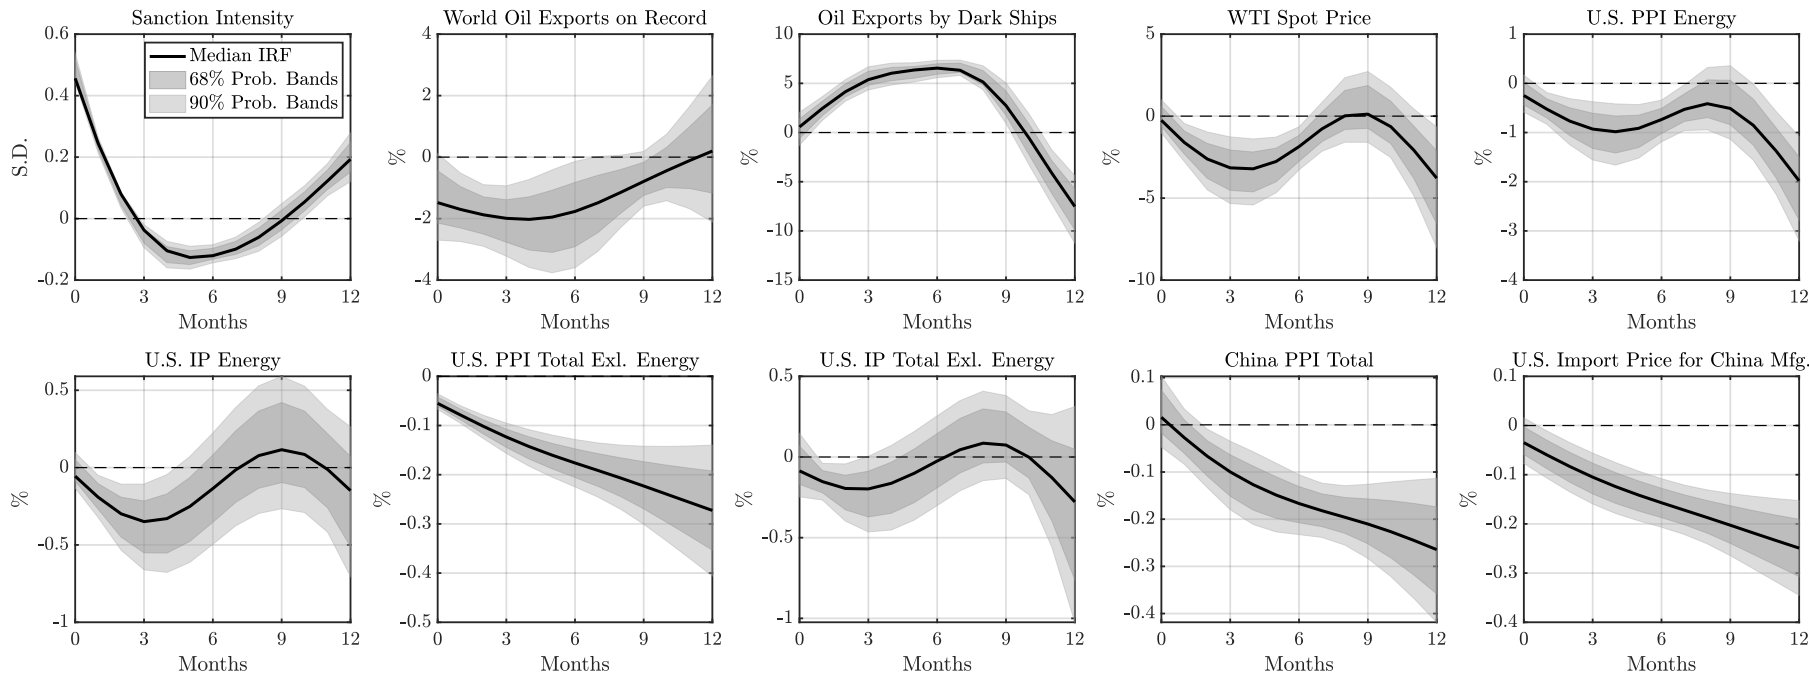 Sanction Intensity
0.6
0.4
0.2
0
-0.2
S.D.
Median IRF
68% Prob. Bands
90% Prob. Bands
0 3 6 9 12
Months
World Oil Exports on Record
4
2
0
-2
-4
%
0 3 6 9 12
Months
Oil Exports by Dark Ships
10
5
0
-5
-10
-15
%
0 3 6 9 12
Months
WTI Spot Price
5
0
-5
-10
%
0 3 6 9 12
Months
U.S. PPI Energy
1
0
-1
-2
-3
-4
%
0 3 6 9 12
Months
U.S. IP Energy
0.5
0
-0.5
-1
%
0 3 6 9 12
Months
U.S. PPI Total Exl. Energy
0
-0.1
-0.2
-0.3
-0.4
-0.5
%
0 3 6 9 12
Months
U.S. IP Total Exl. Energy
0.5
0
-0.5
-1
%
0 3 6 9 12
Months
China PPI Total
0.1
0
-0.1
-0.2
-0.3
-0.4
%
0 3 6 9 12
Months
U.S. Import Price for China Mfg.
0.1
0
-0.1
-0.2
-0.3
-0.4
%
0 3 6 9 12
Months